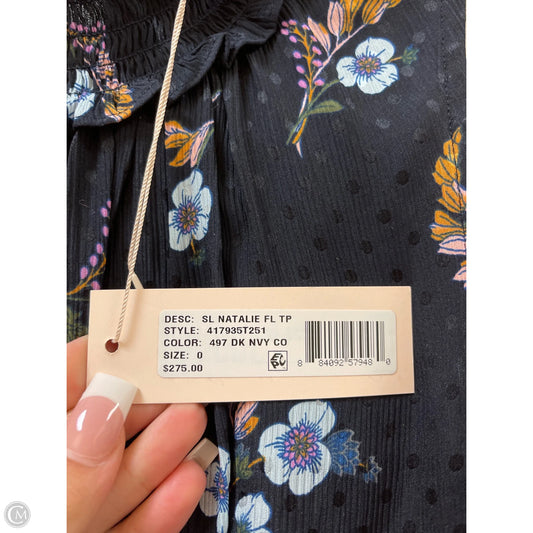 DESC: SL NATALIE FL TP
STYLE: 417935T251
COLOR: 497 DK NVY CO
SIZE: 0
$275.00
8 84092 57948 0